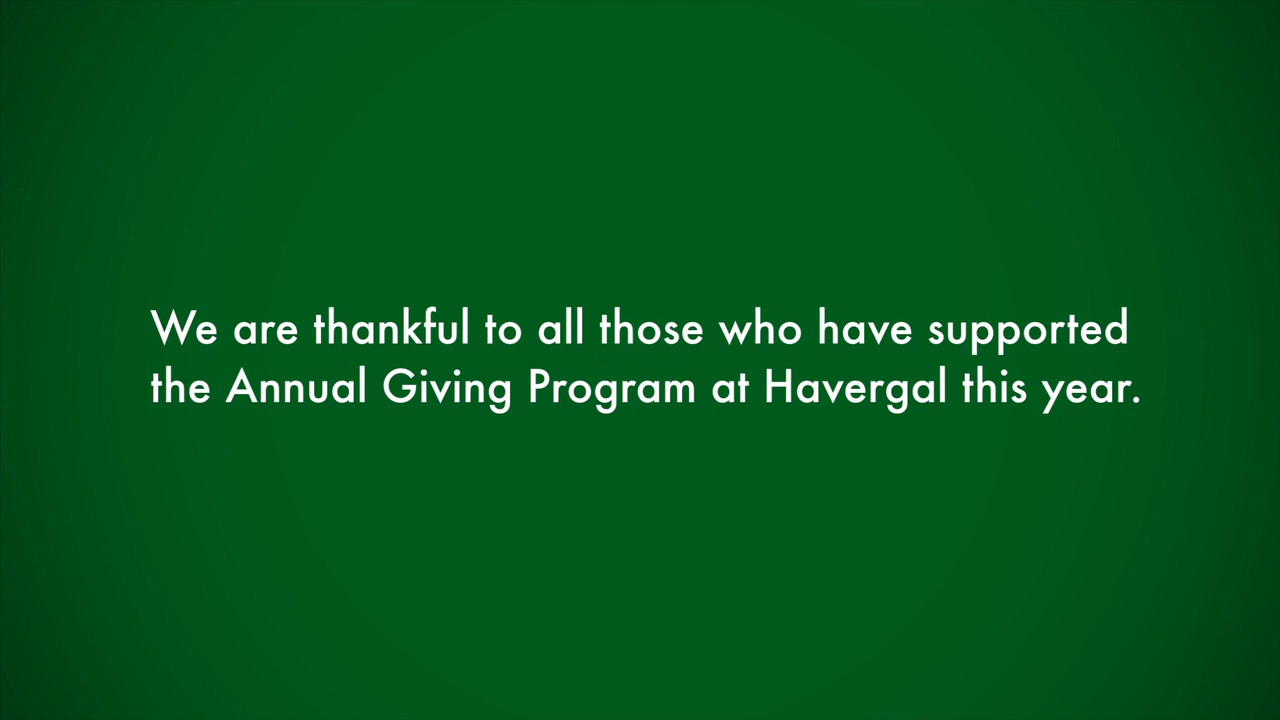 We are thankful to all those who have supported
the Annual Giving Program at Havergal this year.